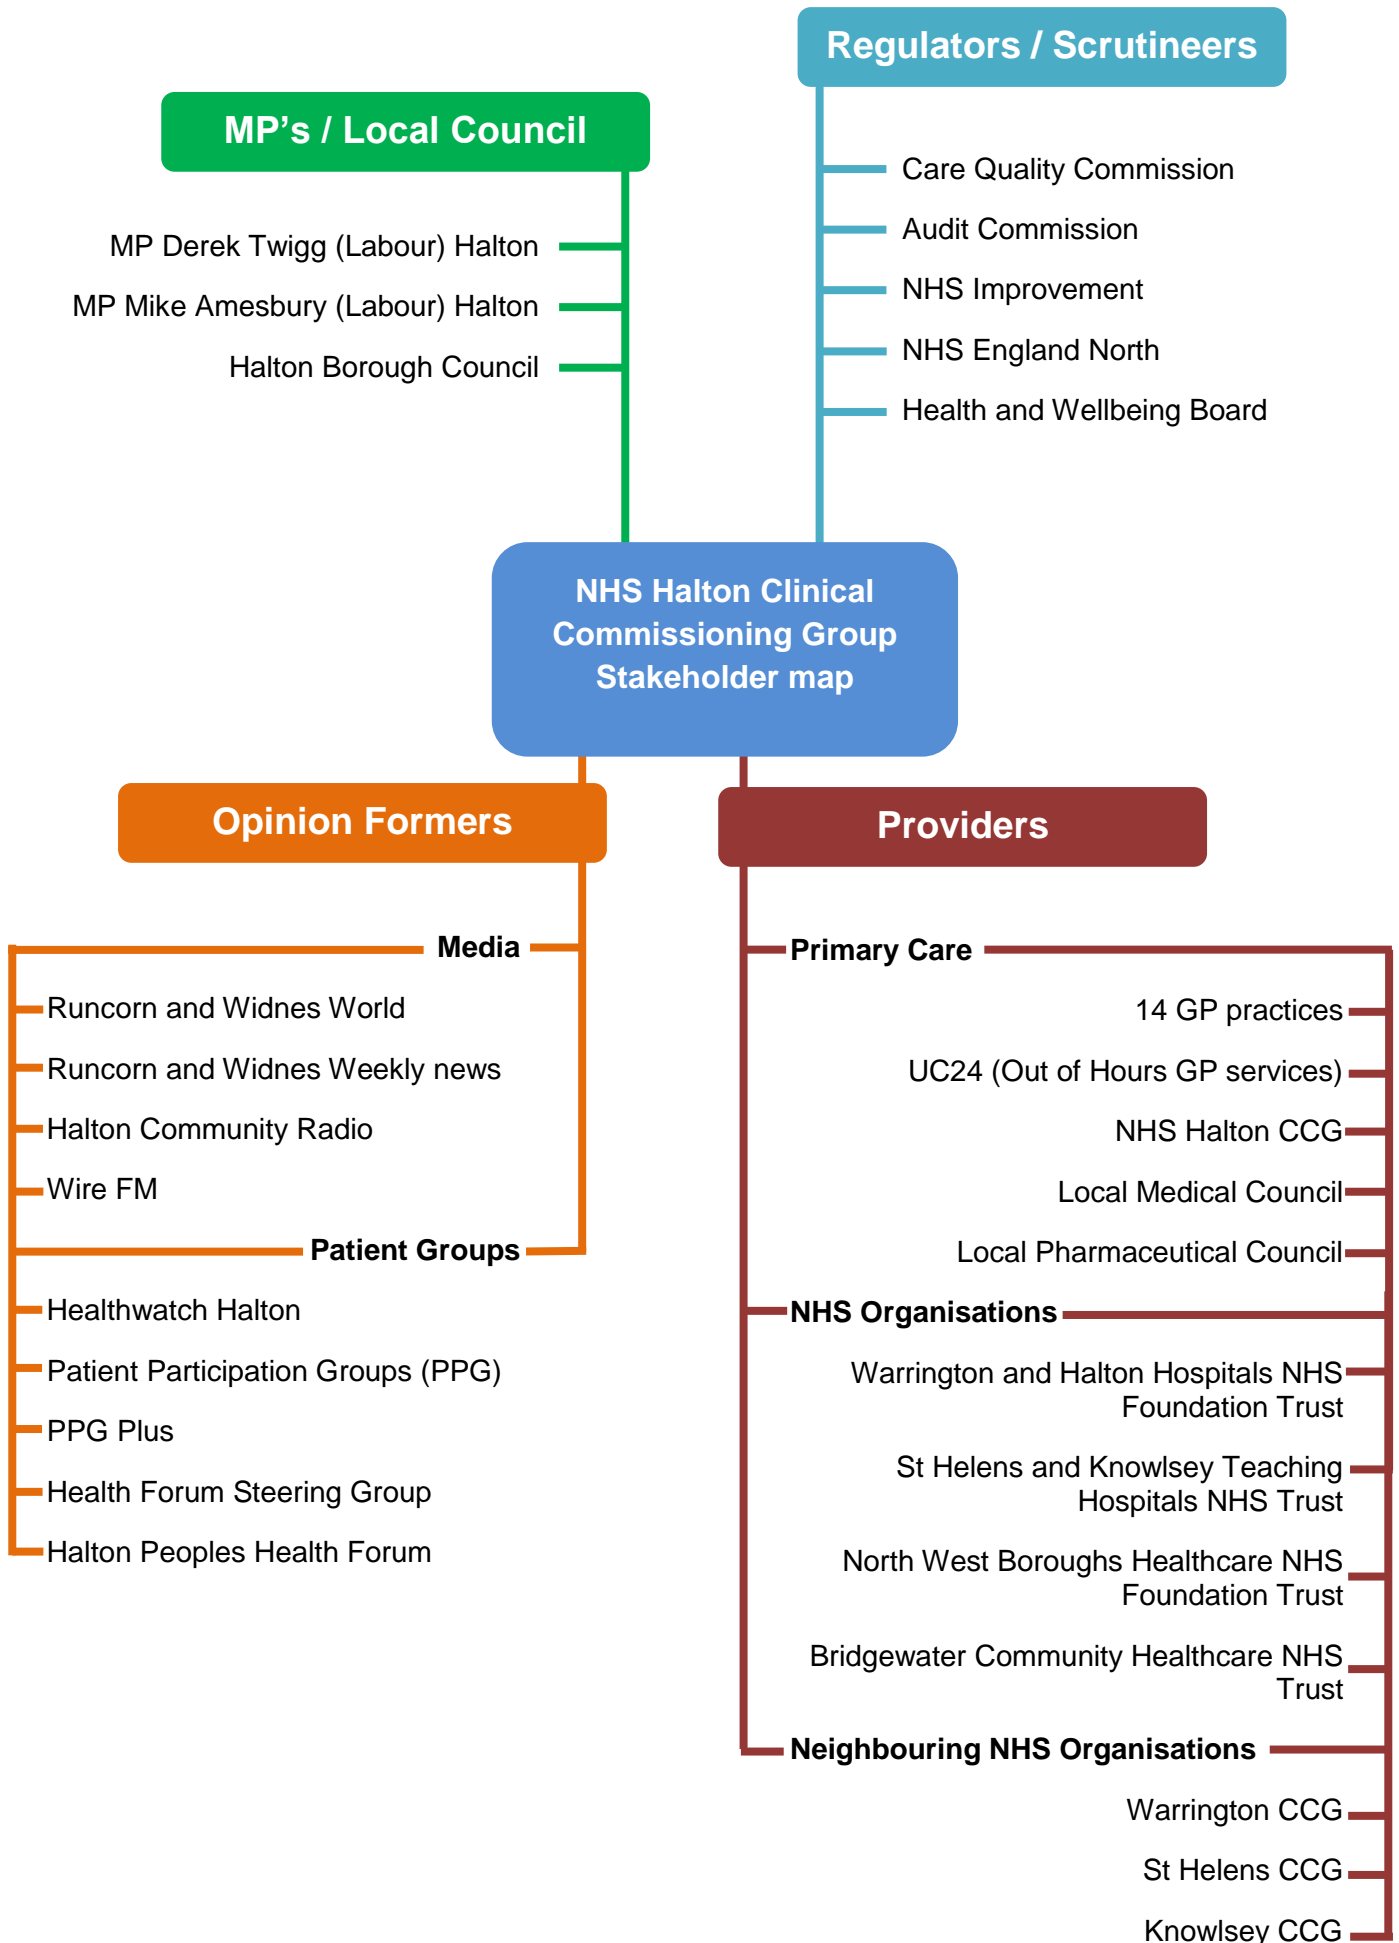 Regulators / Scrutineers
MP's / Local Council
Care Quality Commission
Audit Commission
NHS Improvement
NHS England North
Health and Wellbeing Board
MP Derek Twigg (Labour) Halton
MP Mike Amesbury (Labour) Halton
Halton Borough Council
NHS Halton Clinical
Commissioning Group
Stakeholder map
Opinion Formers
Media
Runcorn and Widnes World
Runcorn and Widnes Weekly news
Halton Community Radio
Wire FM
Patient Groups
Healthwatch Halton
Patient Participation Groups (PPG)
PPG Plus
Health Forum Steering Group
Halton Peoples Health Forum
Providers
Primary Care
14 GP practices
UC24 (Out of Hours GP services)
NHS Halton CCG
Local Medical Council
Local Pharmaceutical Council
NHS Organisations
Warrington and Halton Hospitals NHS
Foundation Trust
St Helens and Knowlsey Teaching
Hospitals NHS Trust
North West Boroughs Healthcare NHS
Foundation Trust
Bridgewater Community Healthcare NHS
Trust
Neighbouring NHS Organisations
Warrington CCG
St Helens CCG
Knowlsey CCG